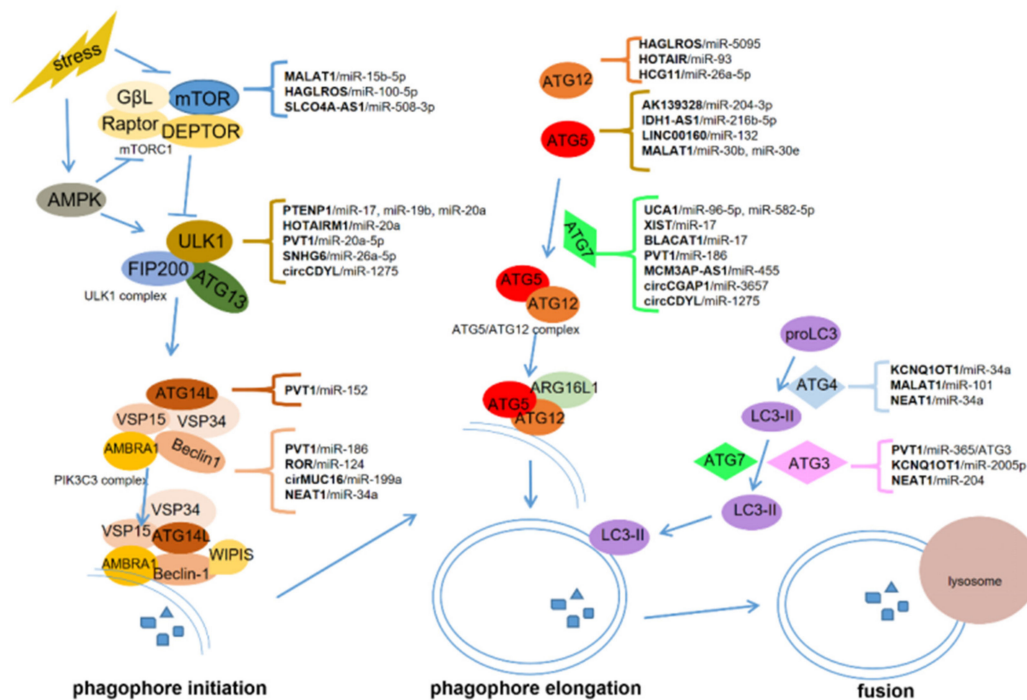 stress
GβL
mTOR
Raptor
DEPTOR
mTORC1
MALAT1/miR-15b-5p
HAGLROS/miR-100-5p
SLCO4A-AS1/miR-508-3p
AMPK
ULK1
FIP200
ATG13
ULK1 complex
PTENP1/miR-17, miR-19b, miR-20a
HOTAIRM1/miR-20a
PVT1/miR-20a-5p
SNHG6/miR-26a-5p
circCDYL/miR-1275
ATG14L
VSP15
VSP34
AMBRA1
Beclin1
PIK3C3 complex
PVT1/miR-152
PVT1/miR-186
ROR/miR-124
cirMUC16/miR-199a
NEAT1/miR-34a
VSP34
VSP15
ATG14L
WIPIS
AMBRA1
Beclin-1
phagophore initiation
ATG12
HAGLROS/miR-5095
HOTAIR/miR-93
HCG11/miR-26a-5p
ATG5
AK139328/miR-204-3p
IDH1-AS1/miR-216b-5p
LINC00160/miR-132
MALAT1/miR-30b, miR-30e
ATG7
UCA1/miR-96-5p, miR-582-5p
XIST/miR-17
BLACAT1/miR-17
PVT1/miR-186
MCM3AP-AS1/miR-455
circCGAP1/miR-3657
circCDYL/miR-1275
ATG5
ATG12
ATG5/ATG12 complex
ARG16L1
ATG5
ATG12
LC3-II
phagophore elongation
proLC3
ATG4
KCNQ1OT1/miR-34a
MALAT1/miR-101
NEAT1/miR-34a
LC3-II
ATG7
ATG3
PVT1/miR-365/ATG3
KCNQ1OT1/miR-2005p
NEAT1/miR-204
LC3-II
lysosome
fusion